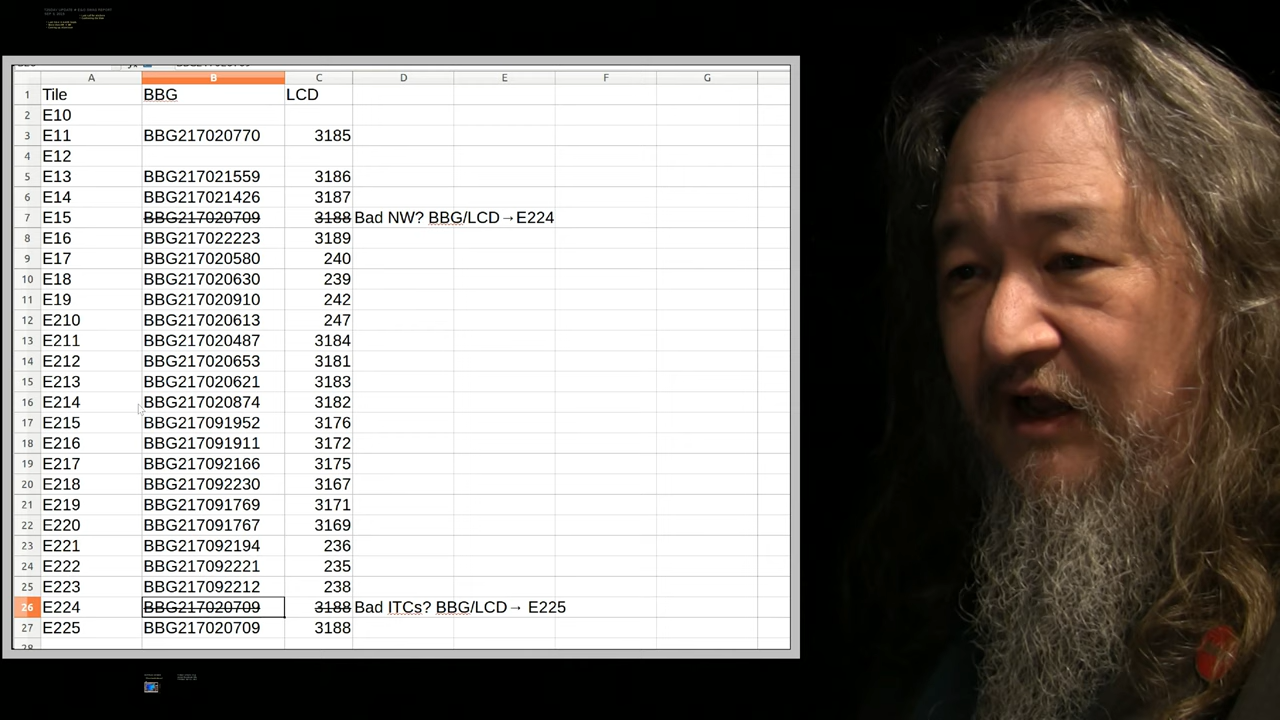 A B C D E F G
1 Tile BBG LCD
2 E10
3 E11 BBG217020770 3185
4 E12
5 E13 BBG217021559 3186
6 E14 BBG217021426 3187
7 E15 BBG217020709 3188 Bad NW? BBG/LCD→E224
8 E16 BBG217022223 3189
9 E17 BBG217020580 240
10 E18 BBG217020630 239
11 E19 BBG217020910 242
12 E210 BBG217020613 247
13 E211 BBG217020487 3184
14 E212 BBG217020653 3181
15 E213 BBG217020621 3183
16 E214 BBG217020874 3182
17 E215 BBG217091952 3176
18 E216 BBG217091911 3172
19 E217 BBG217092166 3175
20 E218 BBG217092230 3167
21 E219 BBG217091769 3171
22 E220 BBG217091767 3169
23 E221 BBG217092194 236
24 E222 BBG217092221 235
25 E223 BBG217092212 238
26 E224 BBG217020709 3188 Bad ITCs? BBG/LCD→ E225
27 E225 BBG217020709 3188